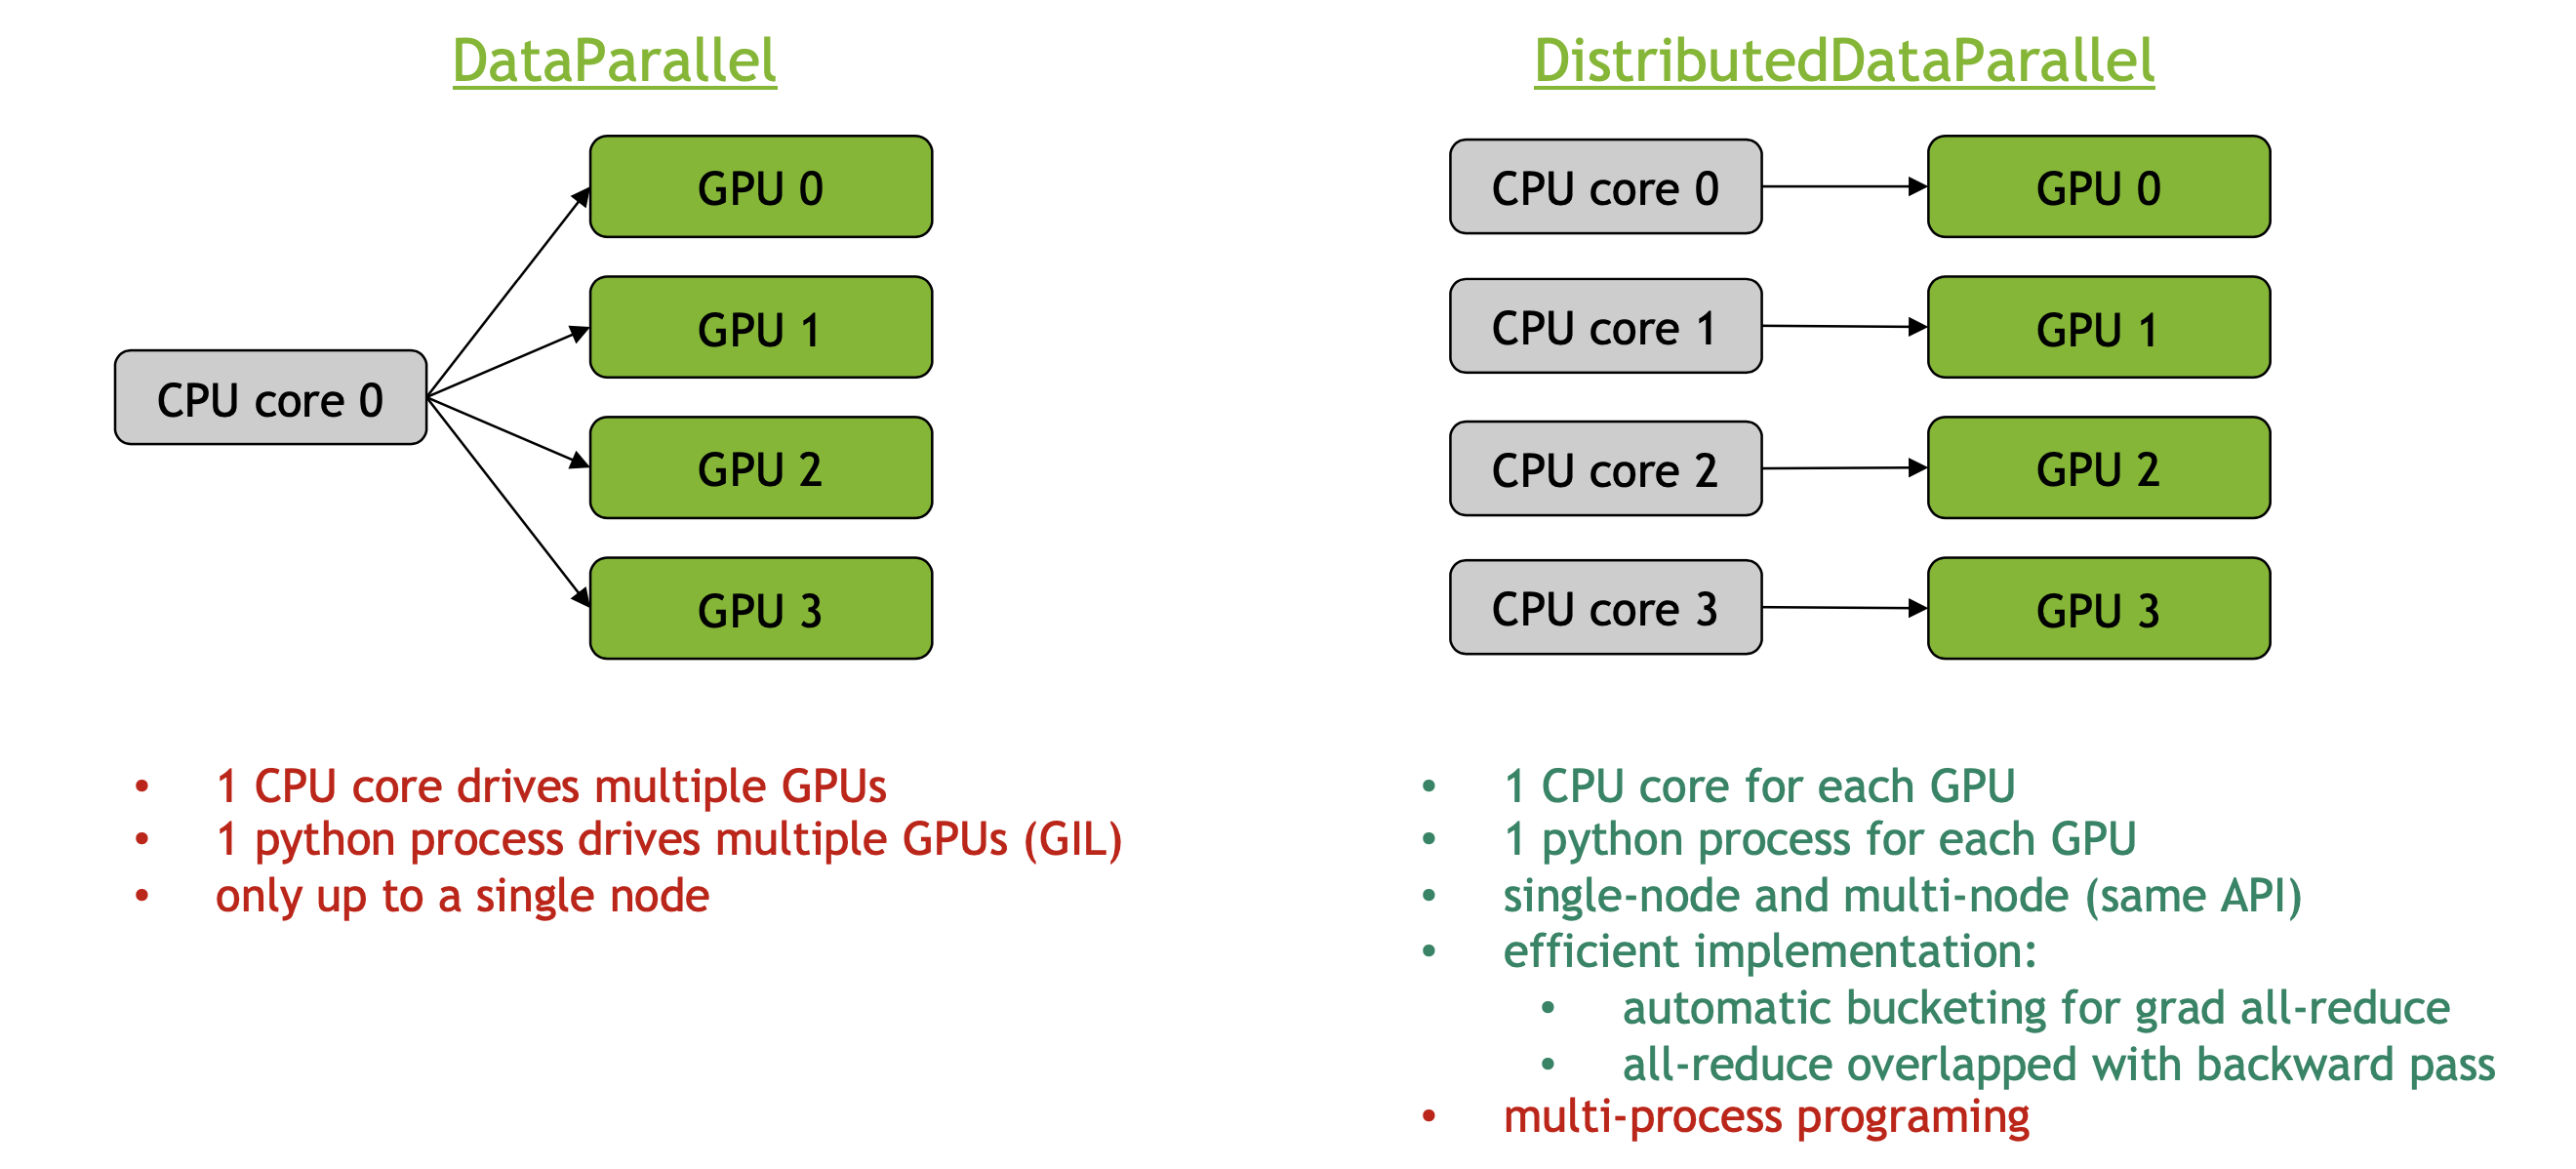 DataParallel
CPU core 0
GPU 0
GPU 1
GPU 2
GPU 3
• 1 CPU core drives multiple GPUs
• 1 python process drives multiple GPUs (GIL)
• only up to a single node
DistributedDataParallel
CPU core 0
GPU 0
CPU core 1
GPU 1
CPU core 2
GPU 2
CPU core 3
GPU 3
• 1 CPU core for each GPU
• 1 python process for each GPU
• single-node and multi-node (same API)
• efficient implementation:
• automatic bucketing for grad all-reduce
• all-reduce overlapped with backward pass
• multi-process programing